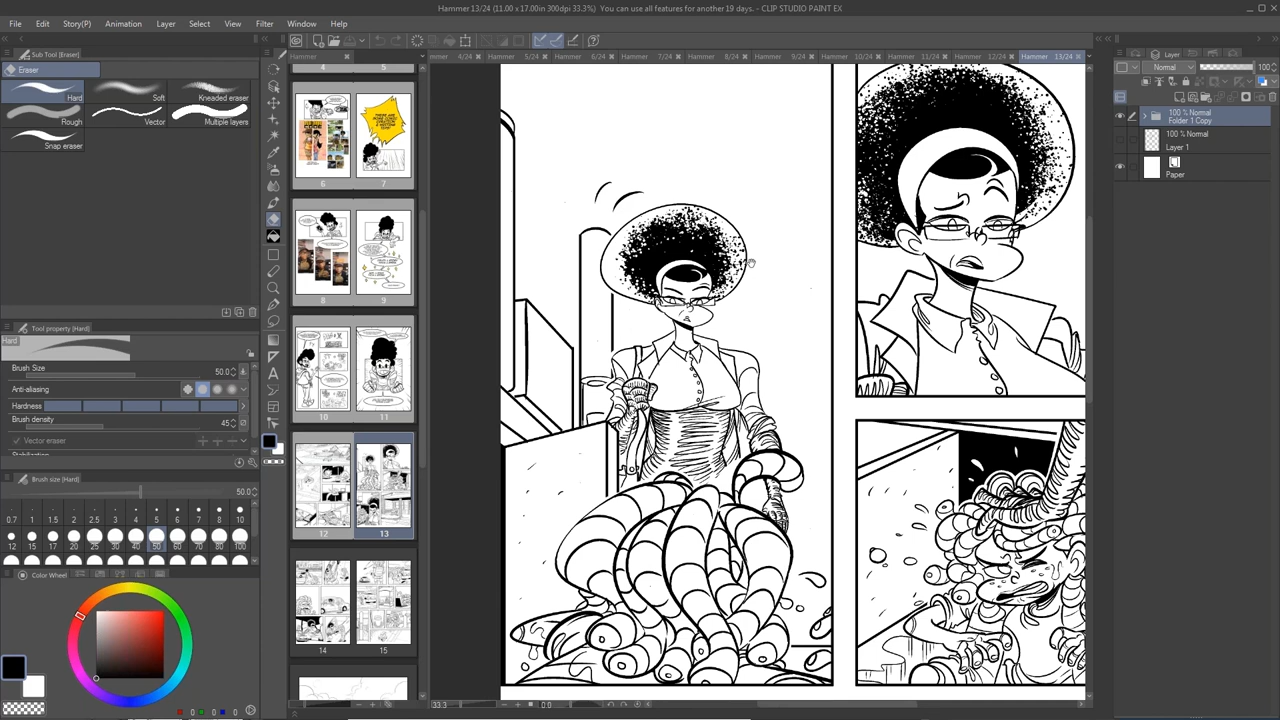 Hammer 13/24 (11.00 x 17.00in 300dpi 33.3%)  You can use all features for another 19 days. - CLIP STUDIO PAINT EX
File Edit Story(P) Animation Layer Select View Filter Window Help
Sub Tool [Eraser]
Eraser
Hard Soft Kneaded eraser
Rough Vector Multiple layers
Snap eraser
Tool property [Hard]
Hard
Brush Size 50.0
Anti-aliasing
Hardness
Brush density 45
Vector eraser
Brush size [Hard]
50.0
0.7 1 1.5 2 2.5 3 4 5 6 7 8 10
12 15 17 20 25 30 40 50 60 70 80 100
Color Wheel
0 0 0
Hammer
4 5
6 7
8 9
10 11
12 13
14 15
mmer 4/24 Hammer 5/24 Hammer 6/24 Hammer 7/24 Hammer 8/24 Hammer 9/24 Hammer 10/24 Hammer 11/24 Hammer 12/24 Hammer 13/24
33.3 0.0
Layer
Normal 100
100 % Normal
Folder 1 Copy
100 % Normal
Layer 1
Paper